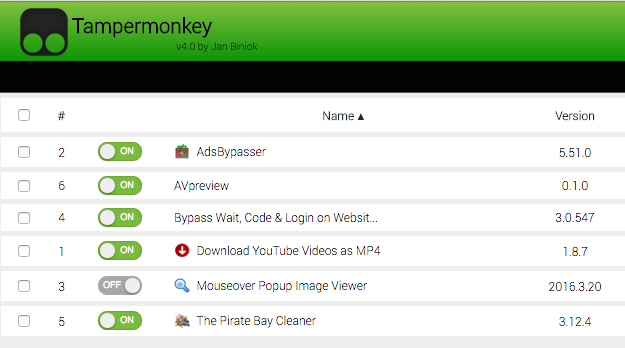 Tampermonkey
v4.0 by Jan Biniok
# Name ▲ Version
2 ON AdsBypasser 5.51.0
6 ON AVpreview 0.1.0
4 ON Bypass Wait, Code & Login on Websit... 3.0.547
1 ON Download YouTube Videos as MP4 1.8.7
3 OFF Mouseover Popup Image Viewer 2016.3.20
5 ON The Pirate Bay Cleaner 3.12.4